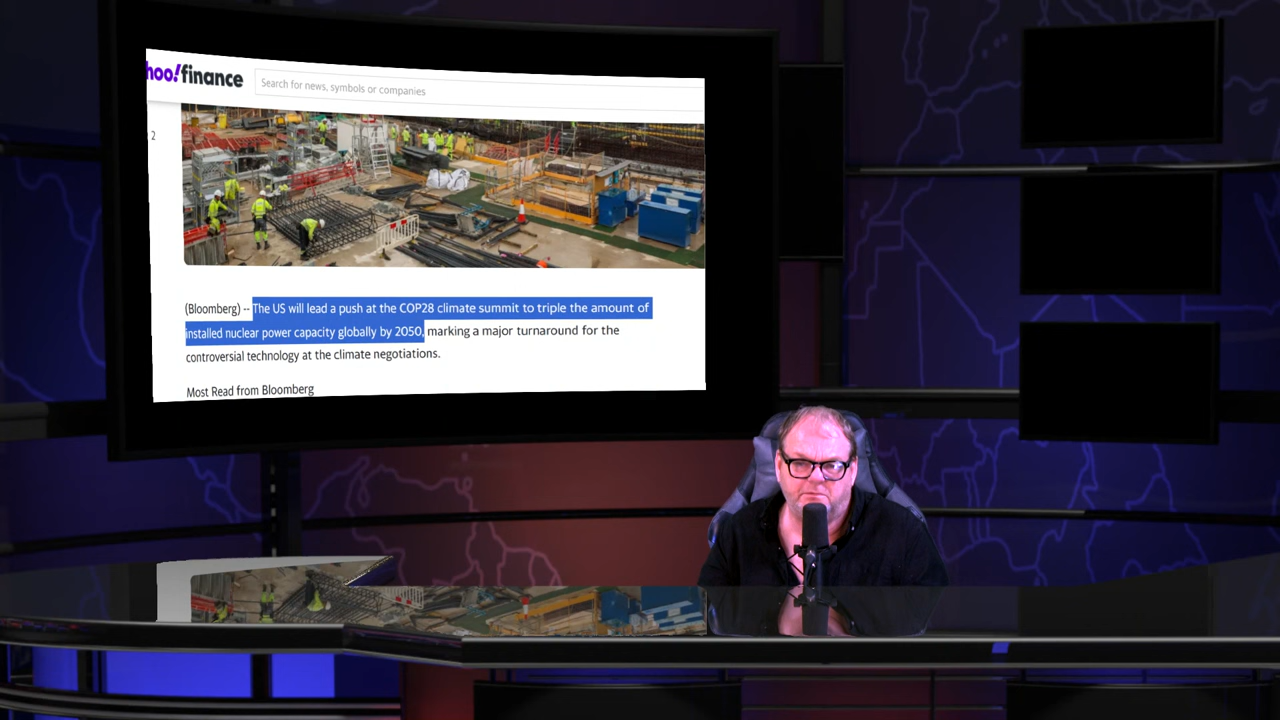 hoo!finance
Search for news, symbols or companies
2
(Bloomberg) -- The US will lead a push at the COP28 climate summit to triple the amount of
installed nuclear power capacity globally by 2050, marking a major turnaround for the
controversial technology at the climate negotiations.
Most Read from Bloomberg